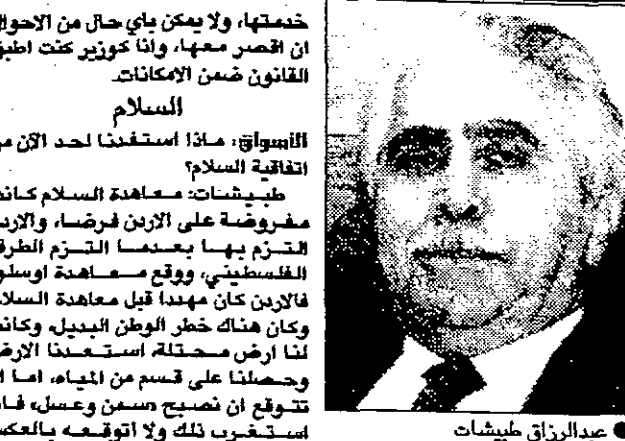 خدمتها، ولا يمكن باي حال من الاحوال
ان اقصر معها، وانا كوزير كنت اطبق
القانون ضمن الامكانات.
السلام
الأسواق: ماذا استفدنا لحد الآن من
اتفاقية السلام؟
طبيشات: معاهدة السلام كانت
مفروضة على الاردن فرضا، والاردن
التزم بها بعدما التزم الطرف
الفلسطيني، ووقع معاهدة اوسلو
فالاردن كان مهددا قبل معاهدة السلام
وكان هناك خطر الوطن البديل، وكانت
لنا ارض محتلة، استعدنا الارض
وحصلنا على قسم من المياه، اما ان
تتوقع ان نصبح «سمن وعسل»
استغرب ذلك ولا اتوقعه بالعكس
● عبدالرزاق طبيشات